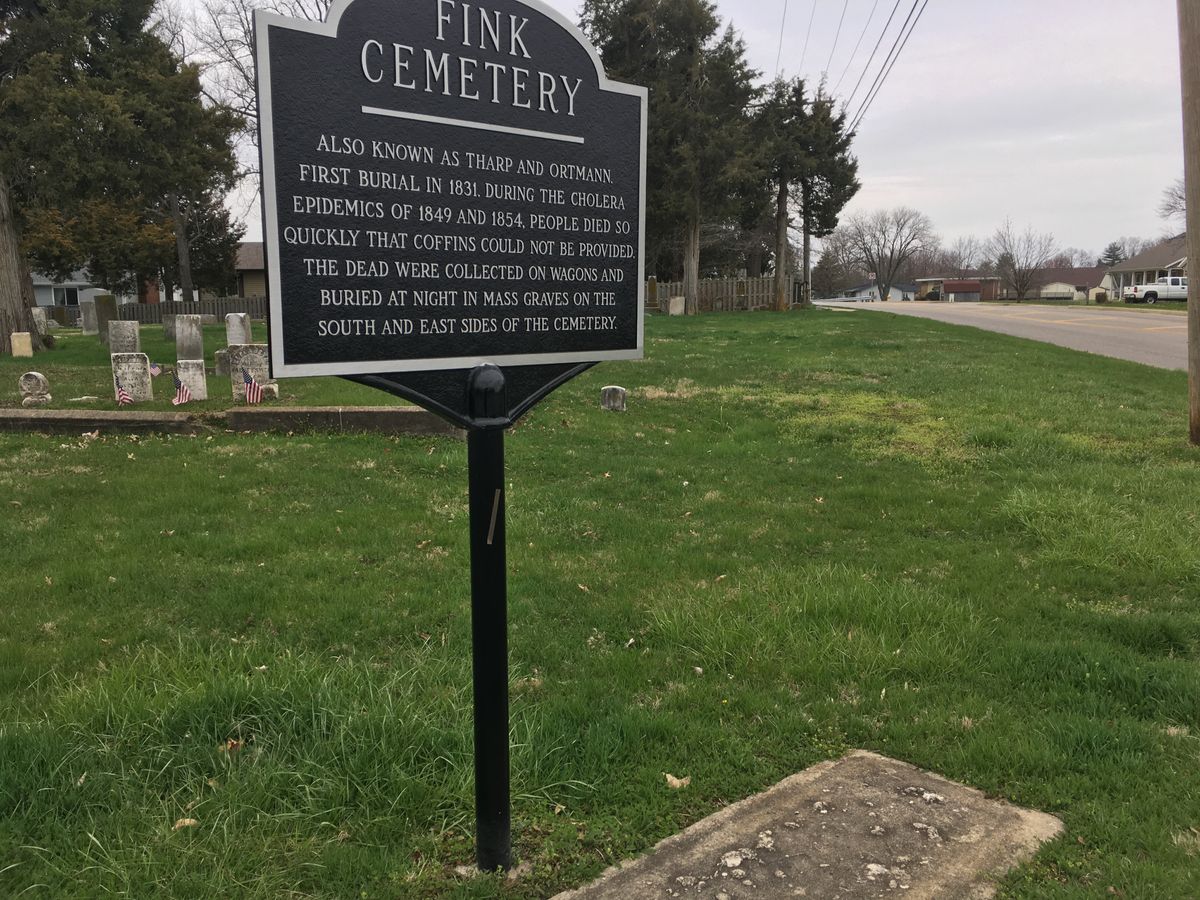 FINK
CEMETERY
ALSO KNOWN AS THARP AND ORTMANN.
FIRST BURIAL IN 1831. DURING THE CHOLERA
EPIDEMICS OF 1849 AND 1854, PEOPLE DIED SO
QUICKLY THAT COFFINS COULD NOT BE PROVIDED.
THE DEAD WERE COLLECTED ON WAGONS AND
BURIED AT NIGHT IN MASS GRAVES ON THE
SOUTH AND EAST SIDES OF THE CEMETERY.